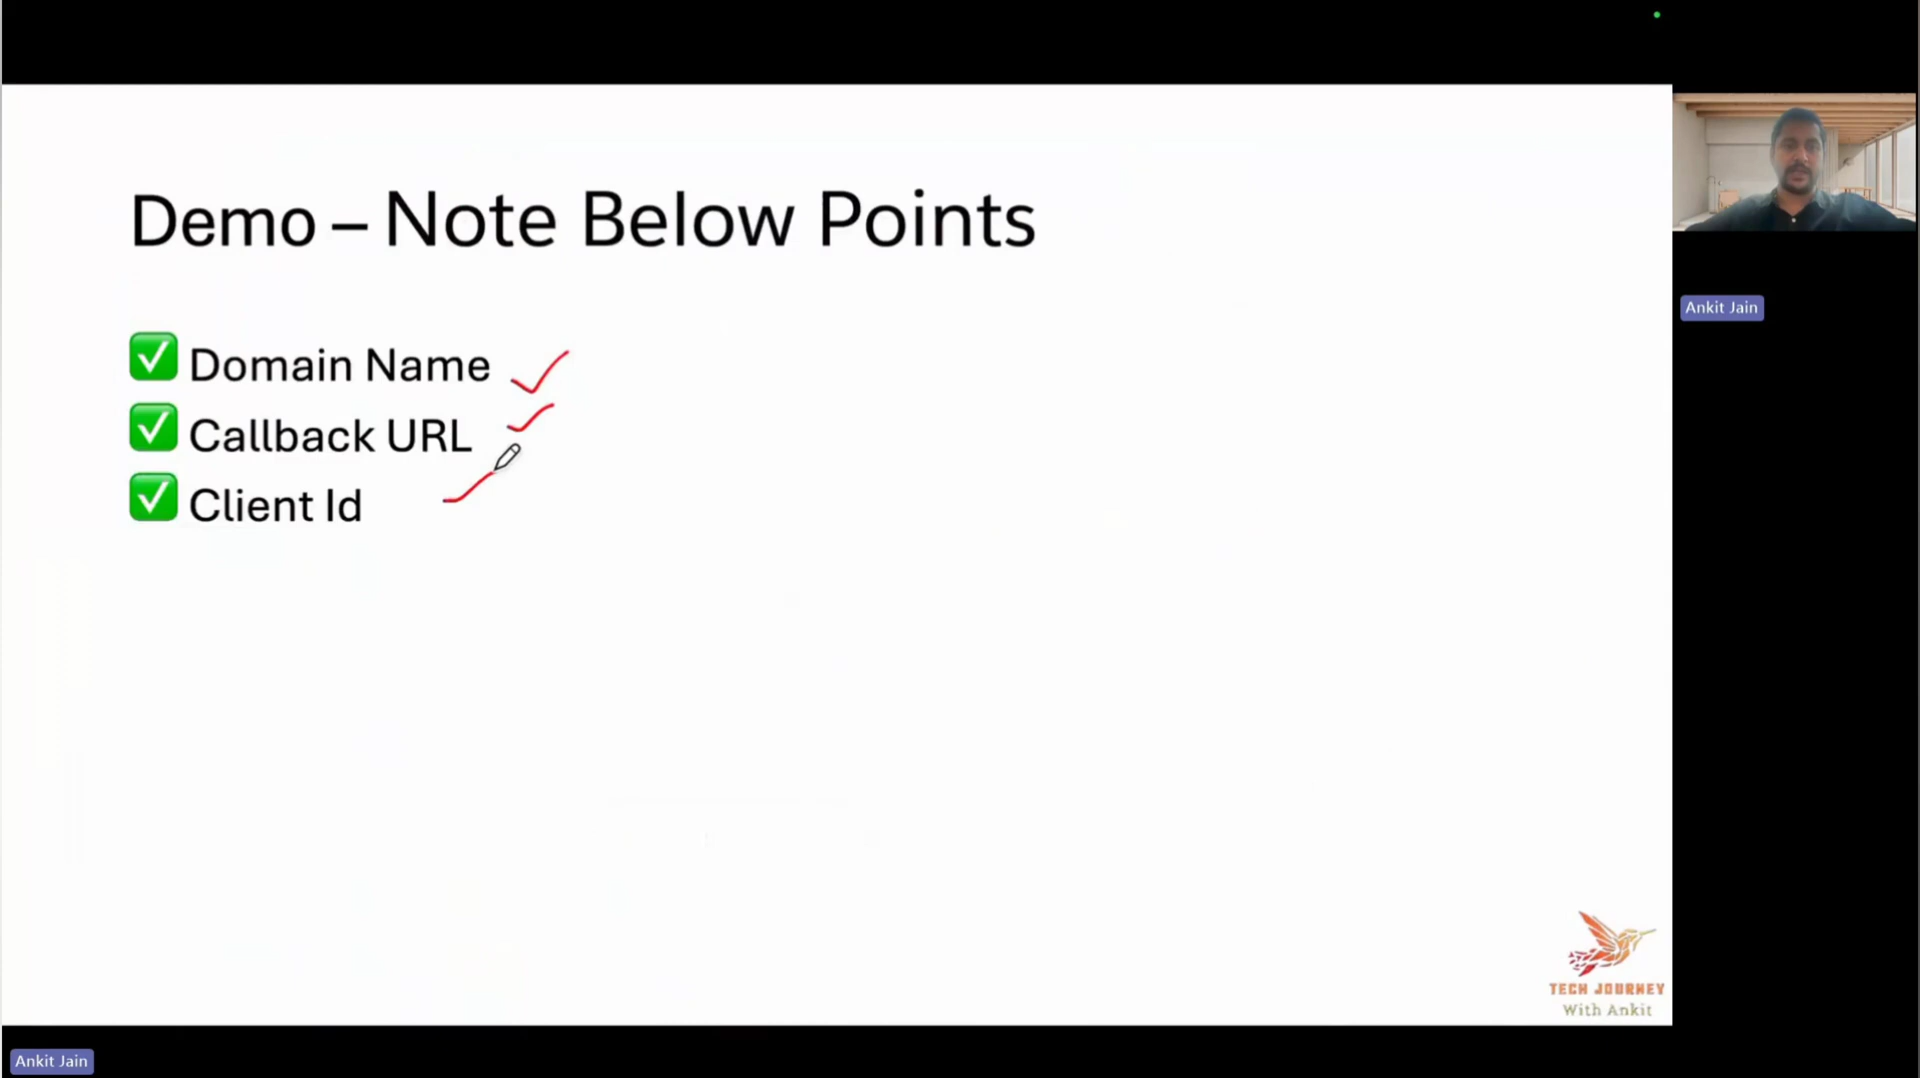 Demo – Note Below Points
Domain Name
Callback URL
Client Id
Ankit Jain
TECH JOURNEY
With Ankit
Ankit Jain